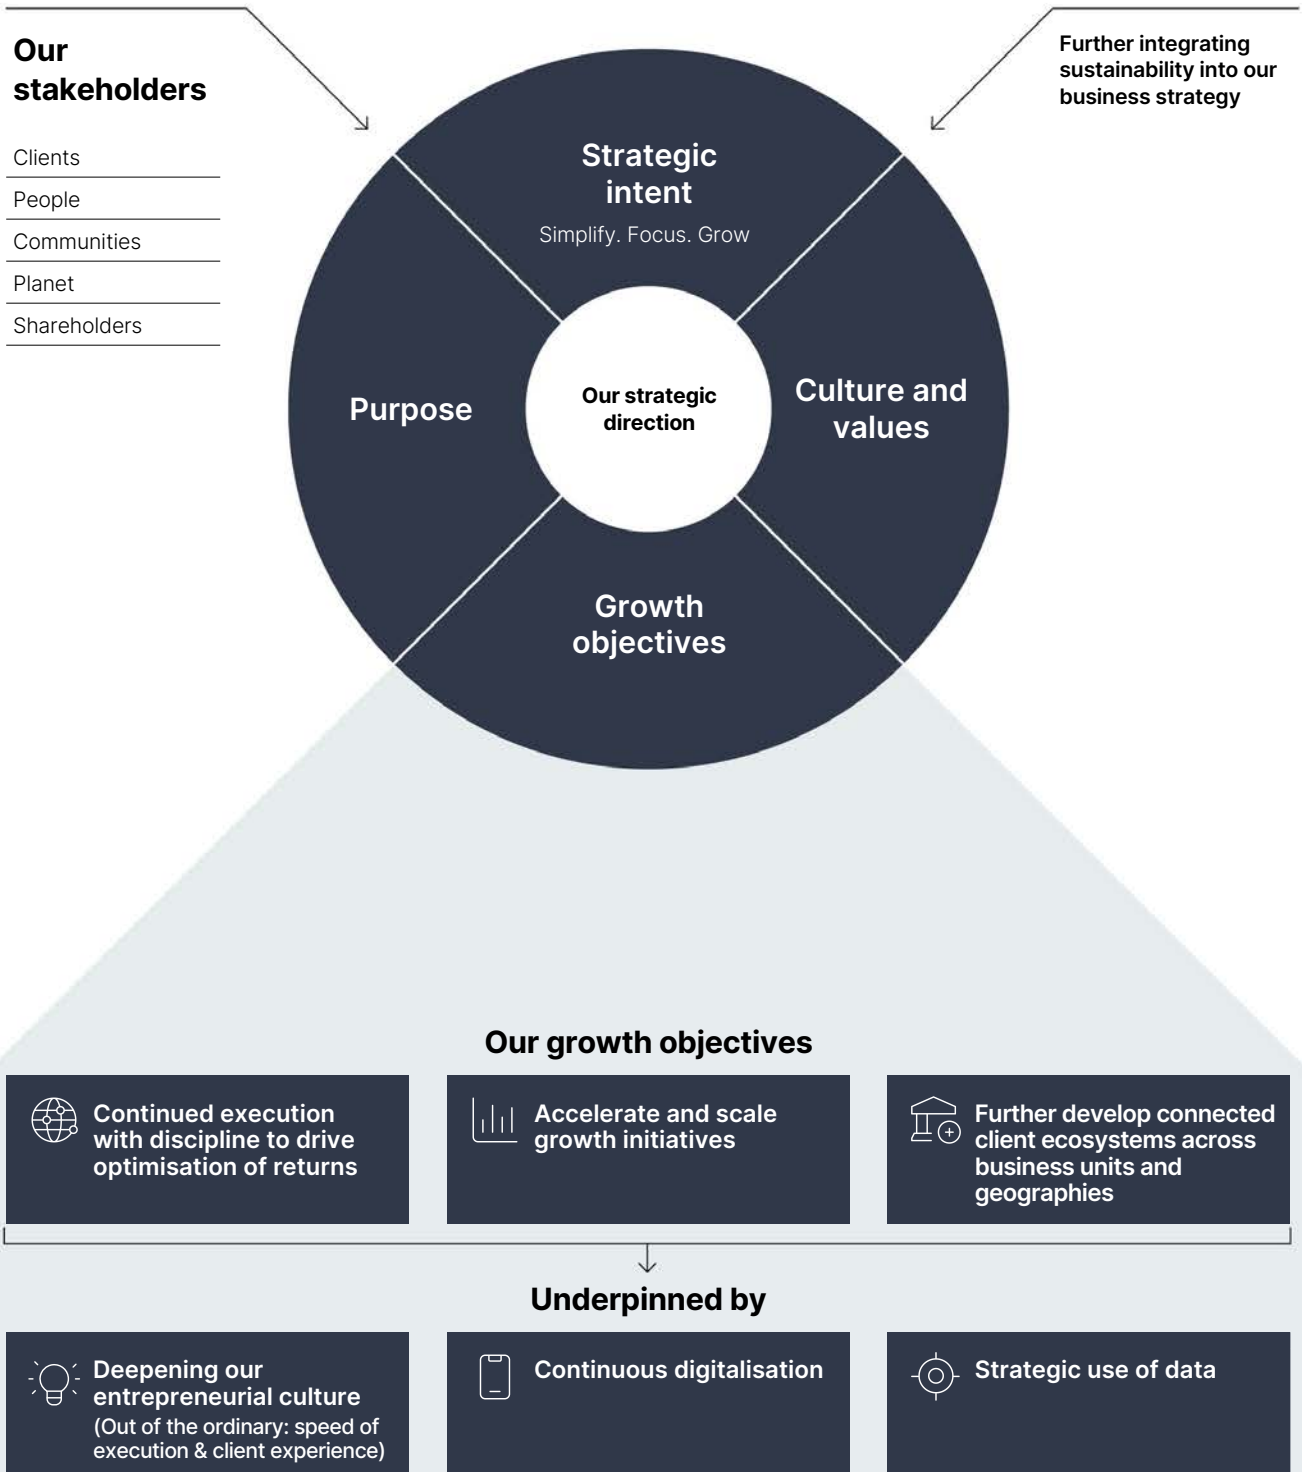 Our
stakeholders
Clients
People
Communities
Planet
Shareholders
Further integrating
sustainability into our
business strategy
Strategic
intent
Simplify. Focus. Grow
Purpose
Our strategic
direction
Culture and
values
Growth
objectives
Our growth objectives
Continued execution
with discipline to drive
optimisation of returns
Accelerate and scale
growth initiatives
Further develop connected
client ecosystems across
business units and
geographies
Underpinned by
Deepening our
entrepreneurial culture
(Out of the ordinary: speed of
execution & client experience)
Continuous digitalisation
Strategic use of data